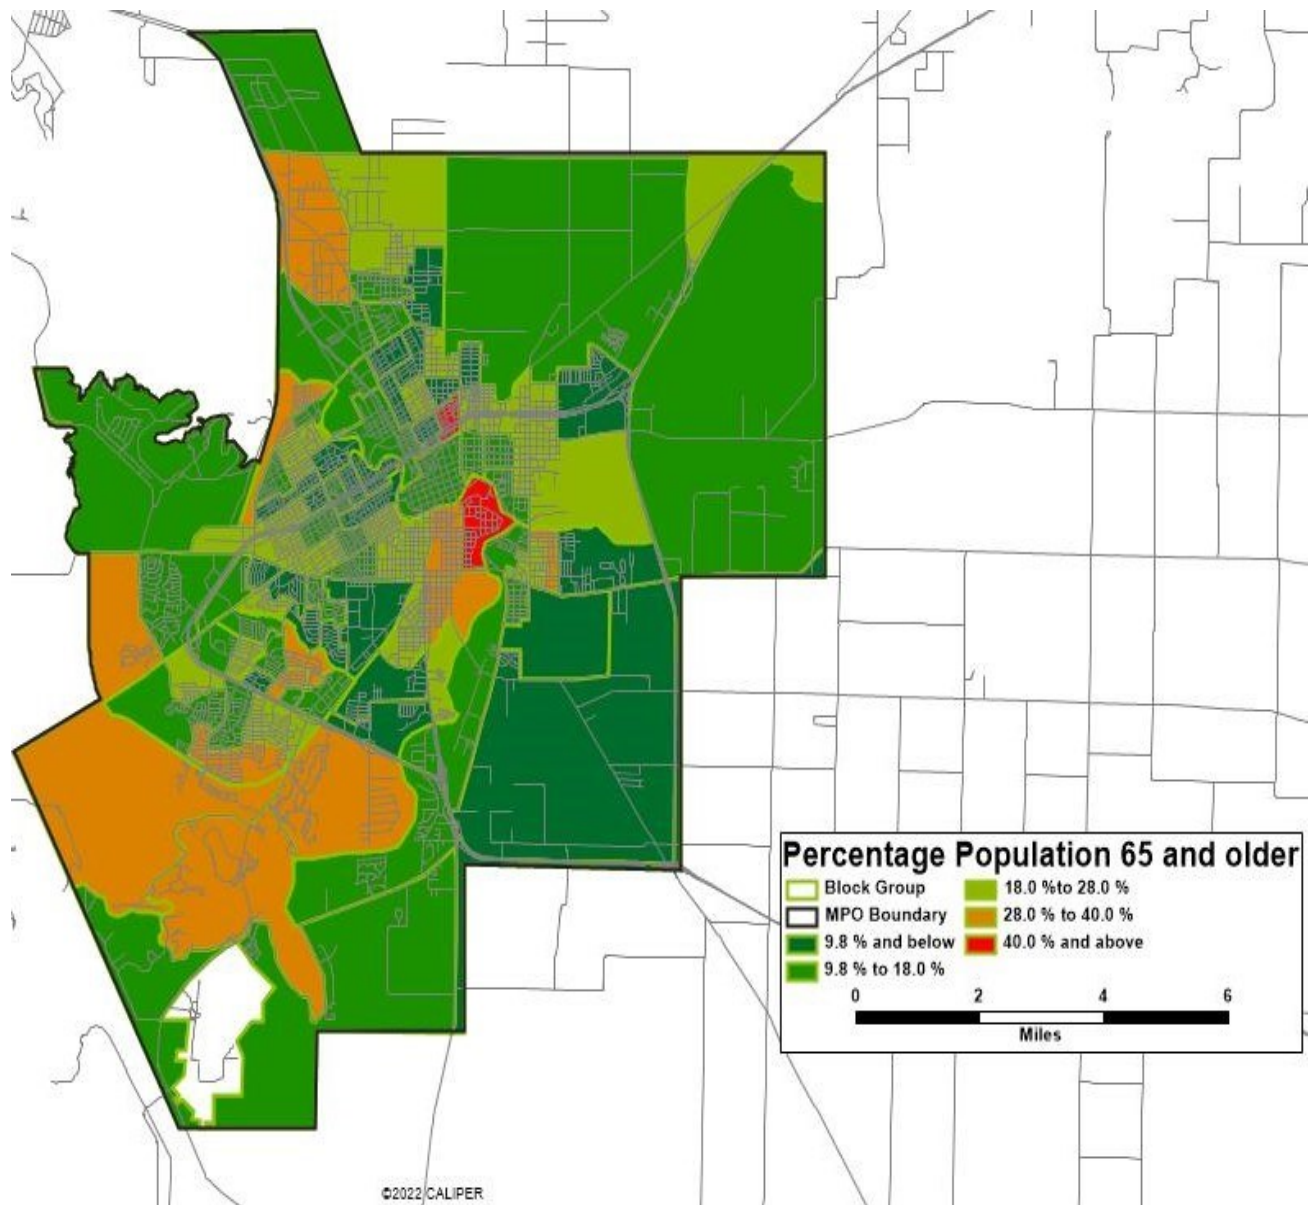 Percentage Population 65 and older
Block Group
MPO Boundary
9.8 % and below
9.8 % to 18.0 %
18.0 %to 28.0 %
28.0 % to 40.0 %
40.0 % and above
0 2 4 6
Miles
©2022 CALIPER